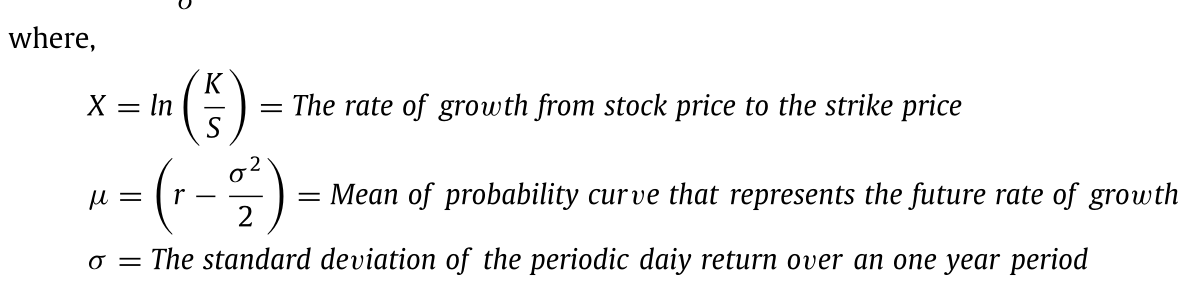 where,
X = ln (K/S) = The rate of growth from stock price to the strike price
μ = (r − σ²/2) = Mean of probability curve that represents the future rate of growth
σ = The standard deviation of the periodic daiy return over an one year period